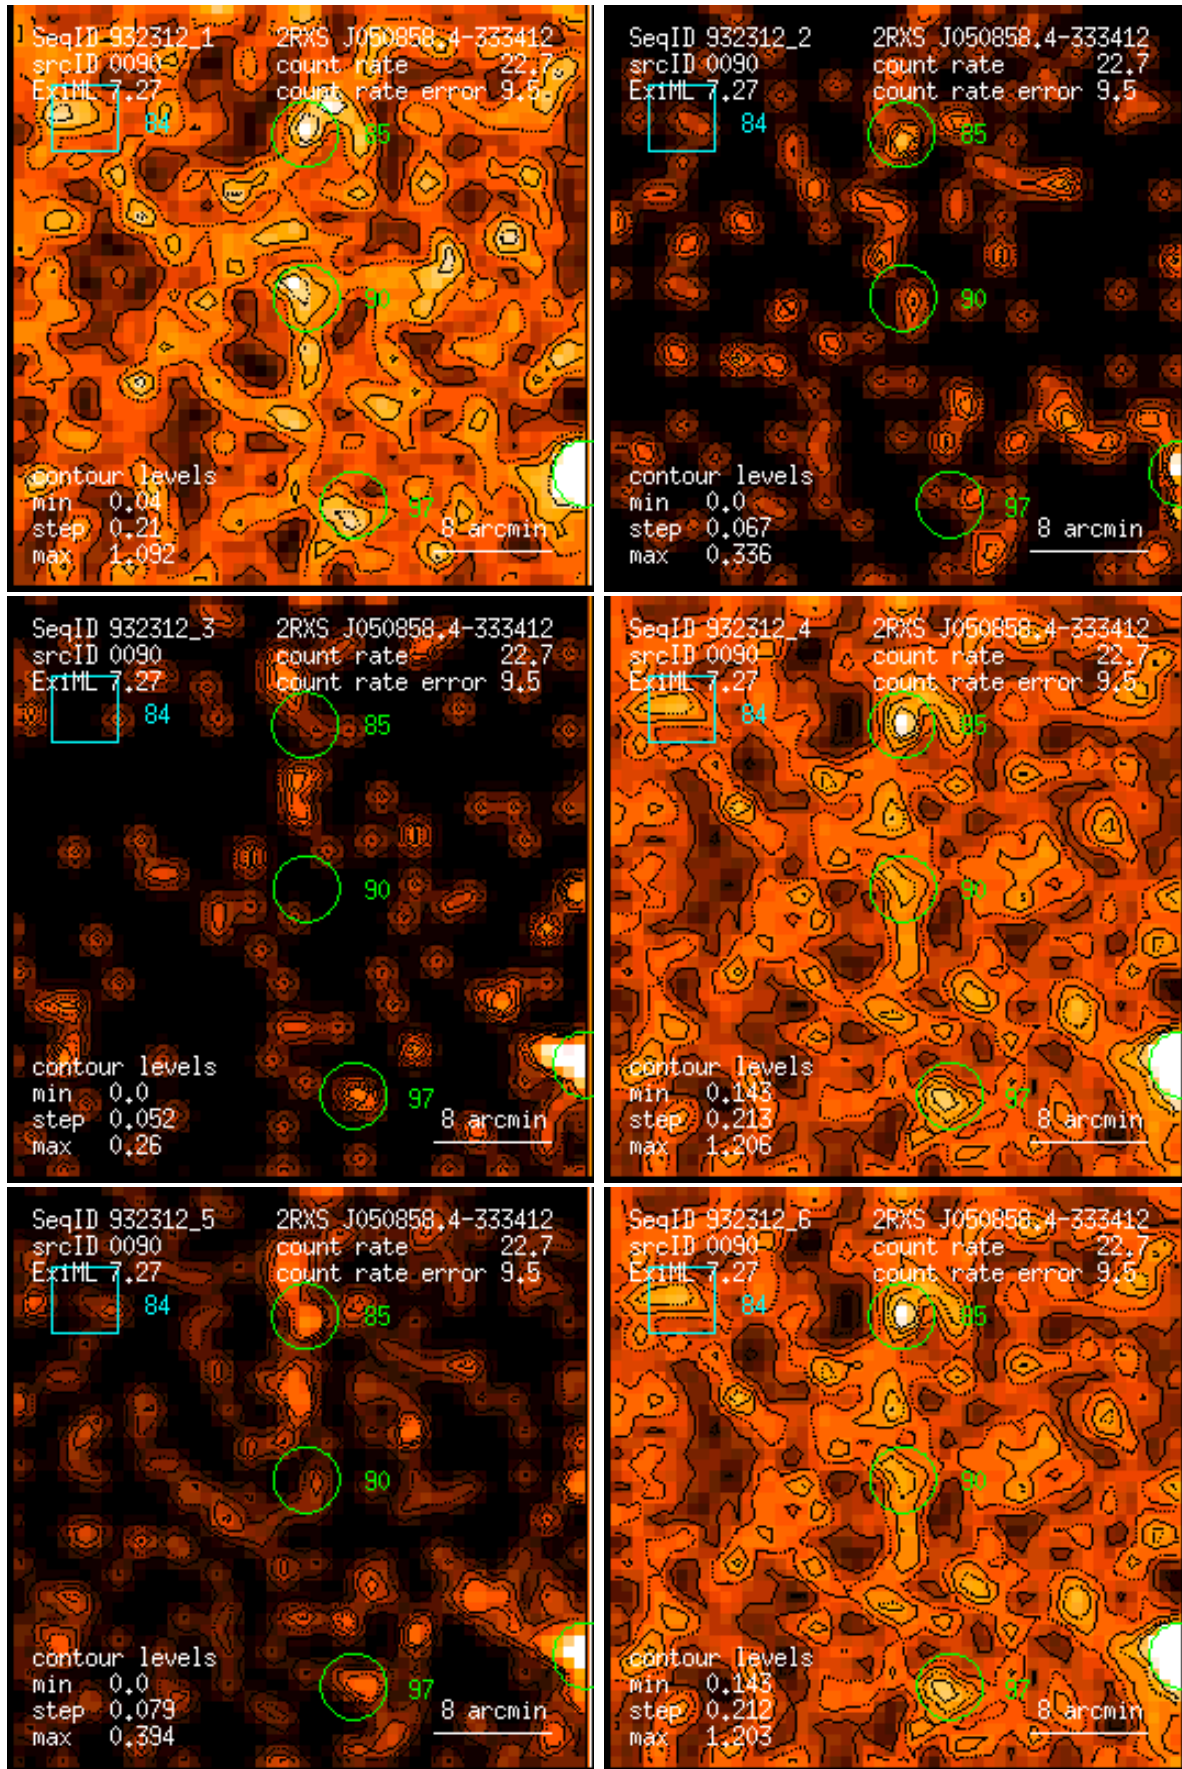 SeqID 932312_1 2RXS J050858.4-333412
srcID 0090 count rate 22.7
ExiML 7.27 count rate error 9.5
84
85
90
contour levels
min 0.04
97
step 0.21
8 arcmin
max 1.092
SeqID 932312_2 2RXS J050858.4-333412
srcID 0090 count rate 22.7
ExiML 7.27 count rate error 9.5
84
85
90
contour levels
min 0.0
97
step 0.067
8 arcmin
max 0.336
SeqID 932312_3 2RXS J050858.4-333412
srcID 0090 count rate 22.7
ExiML 7.27 count rate error 9.5
84
85
90
contour levels
min 0.0
97
step 0.052
8 arcmin
max 0.26
SeqID 932312_4 2RXS J050858.4-333412
srcID 0090 count rate 22.7
ExiML 7.27 count rate error 9.5
84
85
90
contour levels
min 0.143
97
step 0.213
8 arcmin
max 1.206
SeqID 932312_5 2RXS J050858.4-333412
srcID 0090 count rate 22.7
ExiML 7.27 count rate error 9.5
84
85
90
contour levels
min 0.0
97
step 0.079
8 arcmin
max 0.394
SeqID 932312_6 2RXS J050858.4-333412
srcID 0090 count rate 22.7
ExiML 7.27 count rate error 9.5
84
85
90
contour levels
min 0.143
97
step 0.212
8 arcmin
max 1.203